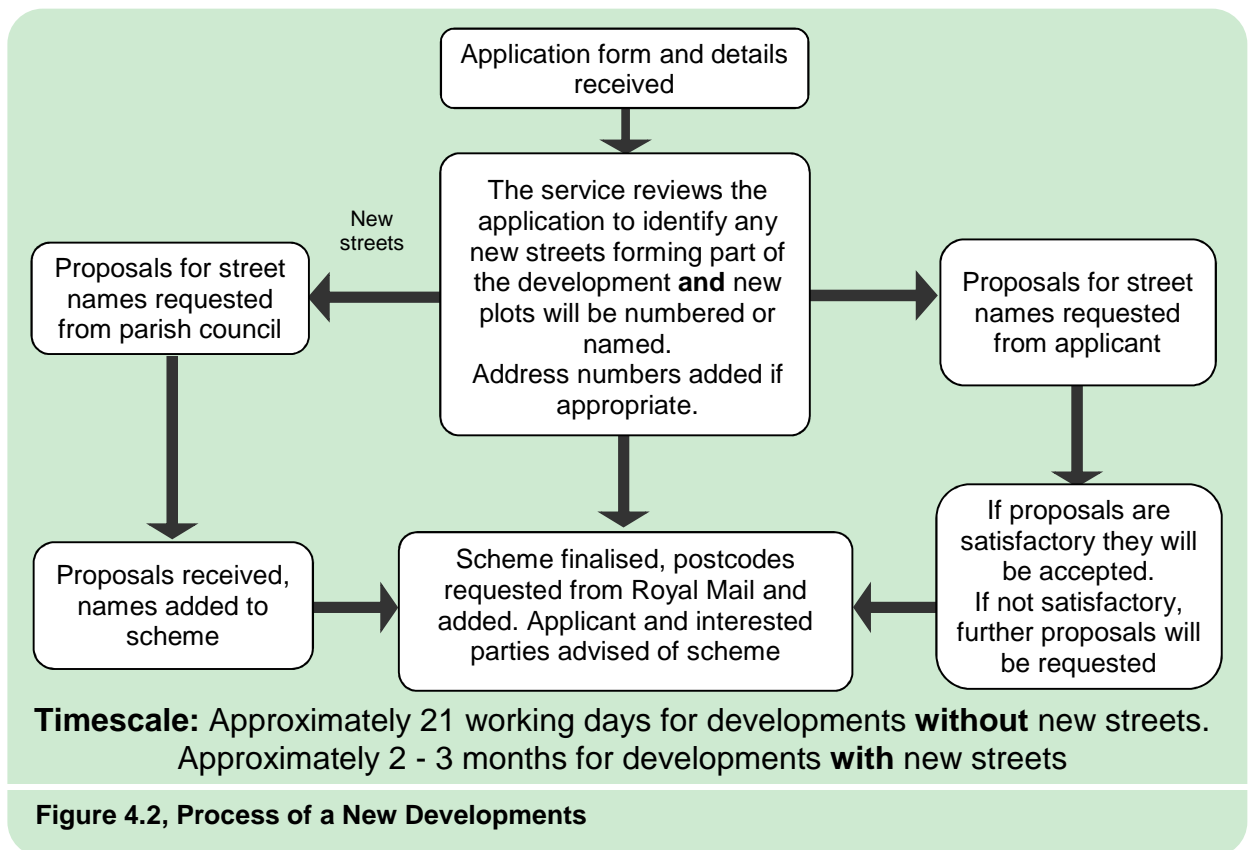 Application form and details
received
The service reviews the
application to identify any
new streets forming part of
the development and new
plots will be numbered or
named.
Address numbers added if
appropriate.
New
streets
Proposals for street
names requested
from parish council
Proposals for street
names requested
from applicant
Proposals received,
names added to
scheme
Scheme finalised, postcodes
requested from Royal Mail and
added. Applicant and interested
parties advised of scheme
If proposals are
satisfactory they will
be accepted.
If not satisfactory,
further proposals will
be requested
Timescale: Approximately 21 working days for developments without new streets.
Approximately 2 - 3 months for developments with new streets
Figure 4.2, Process of a New Developments